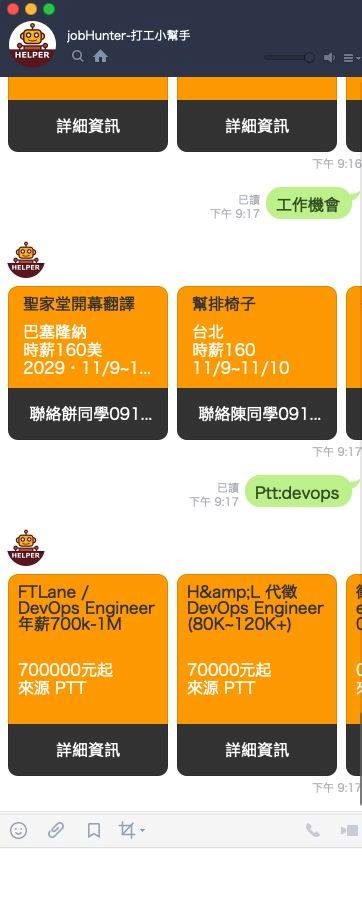 jobHunter-打工小幫手
HELPER
詳細資訊
詳細資訊
下午 9:16
已讀
下午 9:17
工作機會
HELPER
聖家堂開幕翻譯
巴塞隆納
時薪160美
2029・11/9~1...
聯絡餅同學091...
幫排椅子
台北
時薪160
11/9~11/10
聯絡陳同學091...
下午 9:17
已讀
下午 9:17
Ptt:devops
HELPER
FTLane /
DevOps Engineer
年薪700k-1M
700000元起
來源 PTT
詳細資訊
H&amp;L 代徵
DevOps Engineer
(80K~120K+)
70000元起
來源 PTT
詳細資訊
下午 9:17